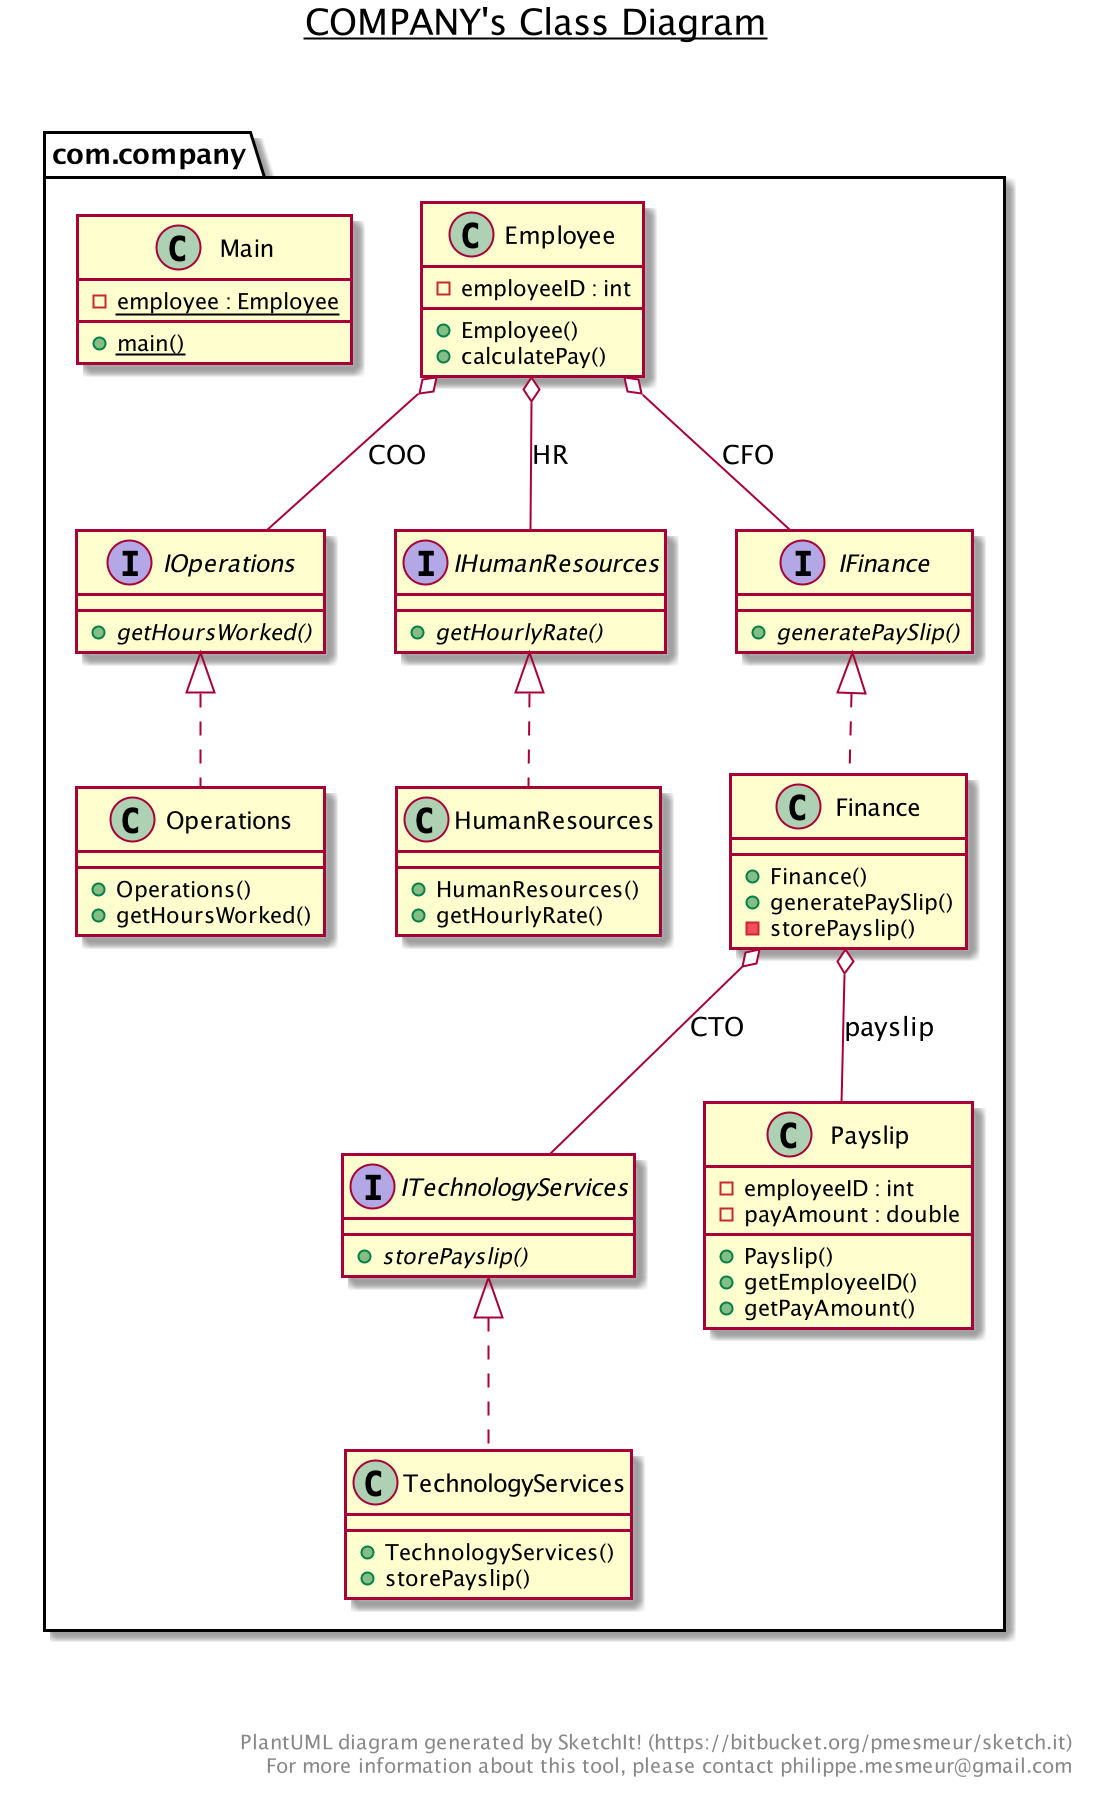 COMPANY's Class Diagram
com.company
C Main
employee : Employee
main()
C Employee
employeeID : int
Employee()
calculatePay()
COO
HR
CFO
I IOperations
getHoursWorked()
I IHumanResources
getHourlyRate()
I IFinance
generatePaySlip()
C Operations
Operations()
getHoursWorked()
C HumanResources
HumanResources()
getHourlyRate()
C Finance
Finance()
generatePaySlip()
storePayslip()
CTO
payslip
I ITechnologyServices
storePayslip()
C Payslip
employeeID : int
payAmount : double
Payslip()
getEmployeeID()
getPayAmount()
C TechnologyServices
TechnologyServices()
storePayslip()
PlantUML diagram generated by SketchIt! (https://bitbucket.org/pmesmeur/sketch.it)
For more information about this tool, please contact philippe.mesmeur@gmail.com